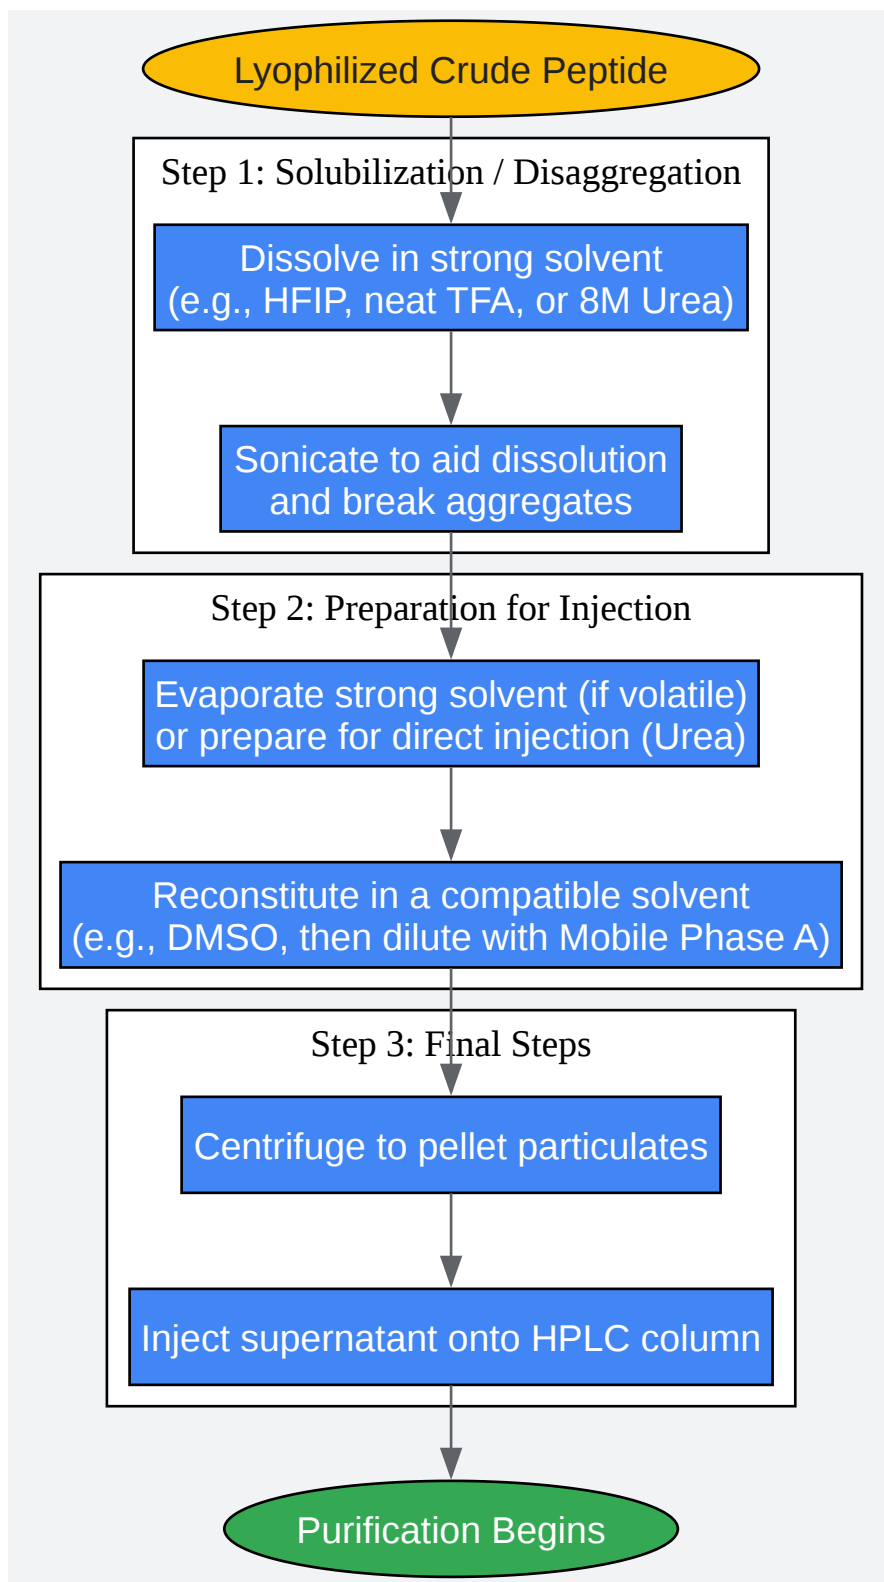 Lyophilized Crude Peptide
Step 1: Solubilization / Disaggregation
Dissolve in strong solvent
(e.g., HFIP, neat TFA, or 8M Urea)
Sonicate to aid dissolution
and break aggregates
Step 2: Preparation for Injection
Evaporate strong solvent (if volatile)
or prepare for direct injection (Urea)
Reconstitute in a compatible solvent
(e.g., DMSO, then dilute with Mobile Phase A)
Step 3: Final Steps
Centrifuge to pellet particulates
Inject supernatant onto HPLC column
Purification Begins